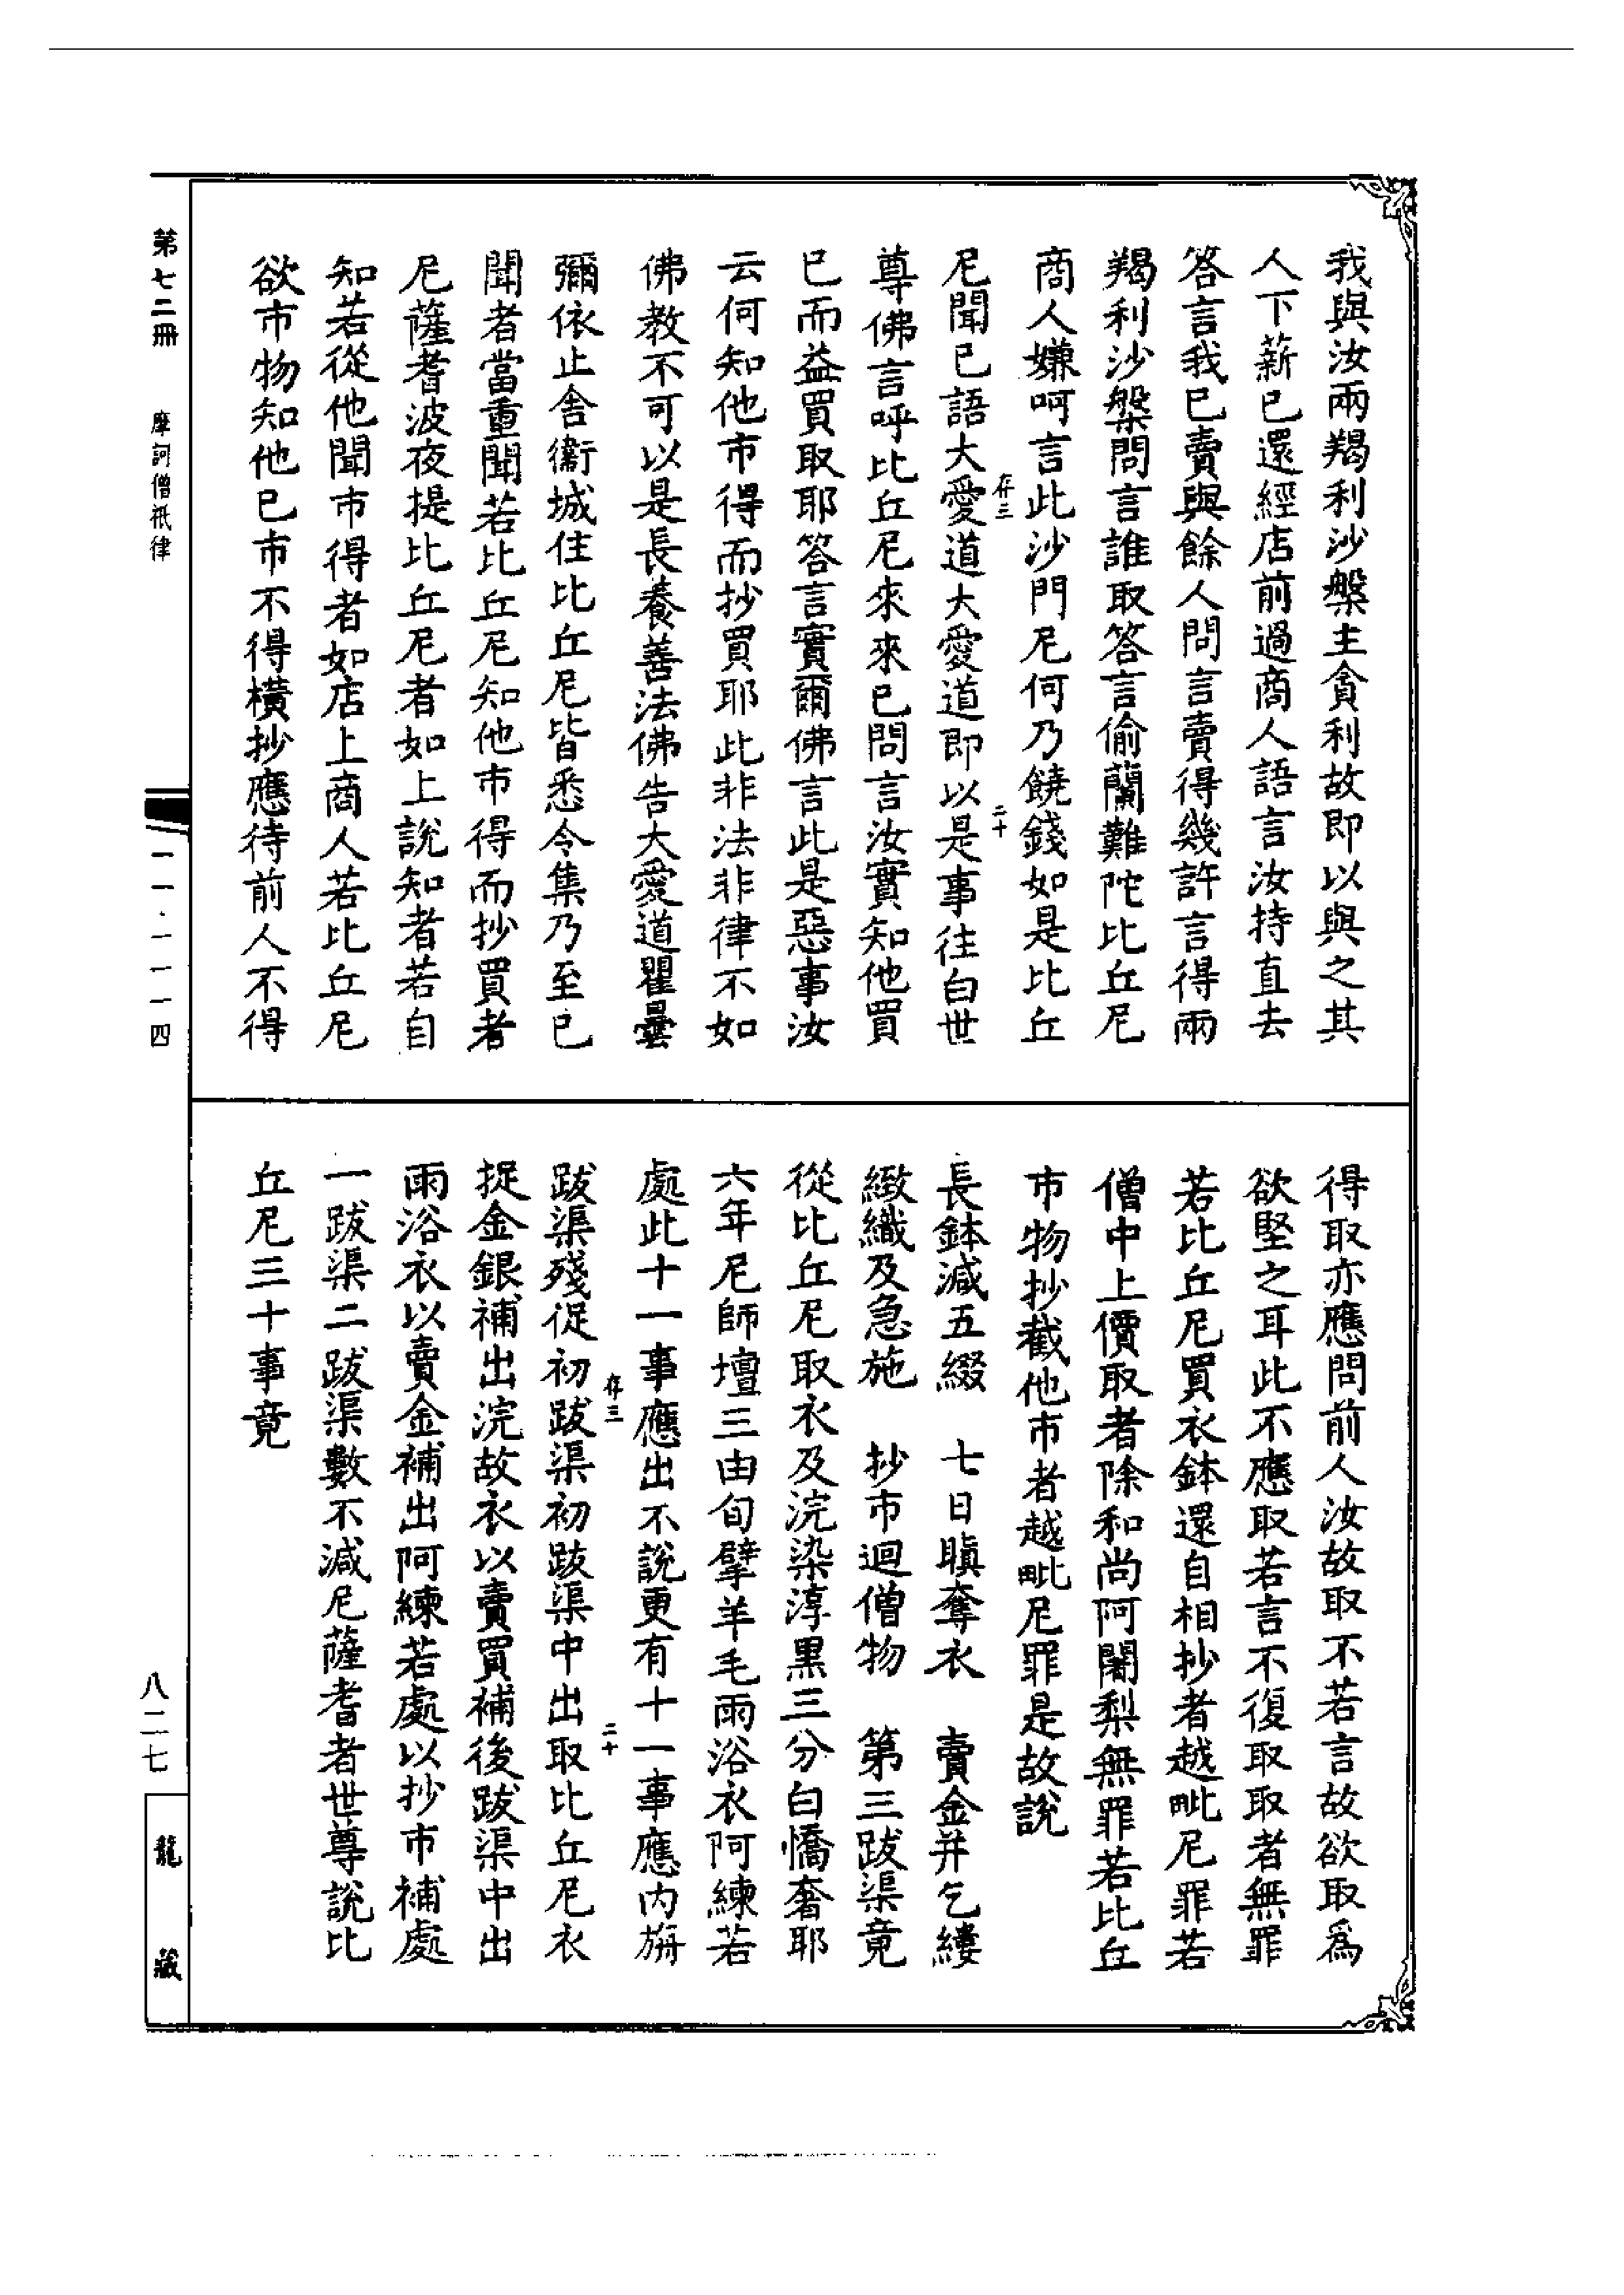 我與汝兩羯利沙槃主貪利故即以與之其
人下薪已還經店前過商人語言汝持直去
答言我已賣與餘人問言賣得幾許言得兩
羯利沙槃問言誰取答言偷蘭難陀比丘尼
商人嫌呵言此沙門尼何乃饒錢如是比丘
存三
二十
尼聞已語大愛道大愛道即以是事往白世
尊佛言呼比丘尼來來已問言汝實知他買
已而益買取耶答言實爾佛言此是惡事汝
云何知他市得而抄買耶此非法非律不如
佛教不可以是長養善法佛告大愛道瞿曇
彌依止舍衞城住比丘尼皆悉令集乃至已
聞者當重聞若比丘尼知他市得而抄買者
尼薩耆波夜提比丘尼者如上說知者若自
知若從他聞市得者如店上商人若比丘尼
欲市物知他已市不得橫抄應待前人不得
得取亦應問前人汝故取不若言故欲取爲
欲堅之耳此不應取若言不復取取者無罪
若比丘尼買衣鉢還自相抄者越毗尼罪若
僧中上價取者除和尚阿闍梨無罪若比丘
市物抄截他市者越毗尼罪是故說
長鉢減五綴　七日瞋奪衣　賣金并乞縷
緻織及急施　抄市迴僧物　第三跋渠竟
從比丘尼取衣及浣染淳黑三分白憍奢耶
六年尼師壇三由旬擘羊毛雨浴衣阿練若
處此十一事應出不說更有十一事應內旃
存三
二十
跋渠殘從初跋渠初跋渠中出取比丘尼衣
捉金銀補出浣故衣以賣買補後跋渠中出
雨浴衣以賣金補出阿練若處以抄市補處
一跋渠二跋渠數不減尼薩耆者世尊說比
丘尼三十事竟
第七二冊　摩訶僧祇律
一一·一一一四
八二七
龍藏